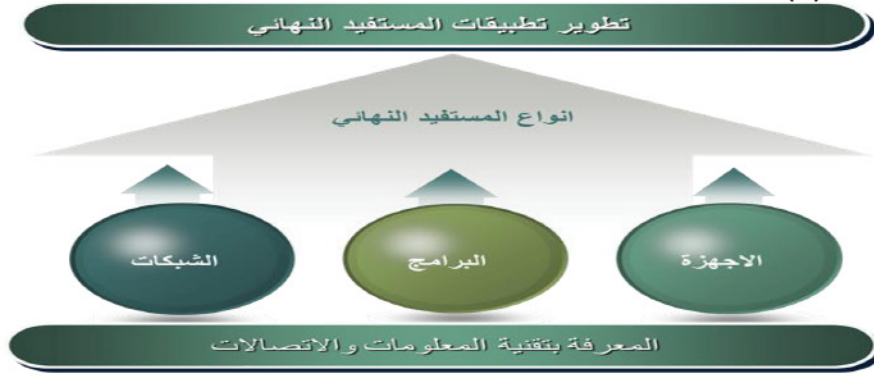 تطوير تطبيقات المستفيد النهائي
انواع المستفيد النهائي
الاجهزة
البرامج
الشبكات
المعرفة بتقنية المعلومات والاتصالات